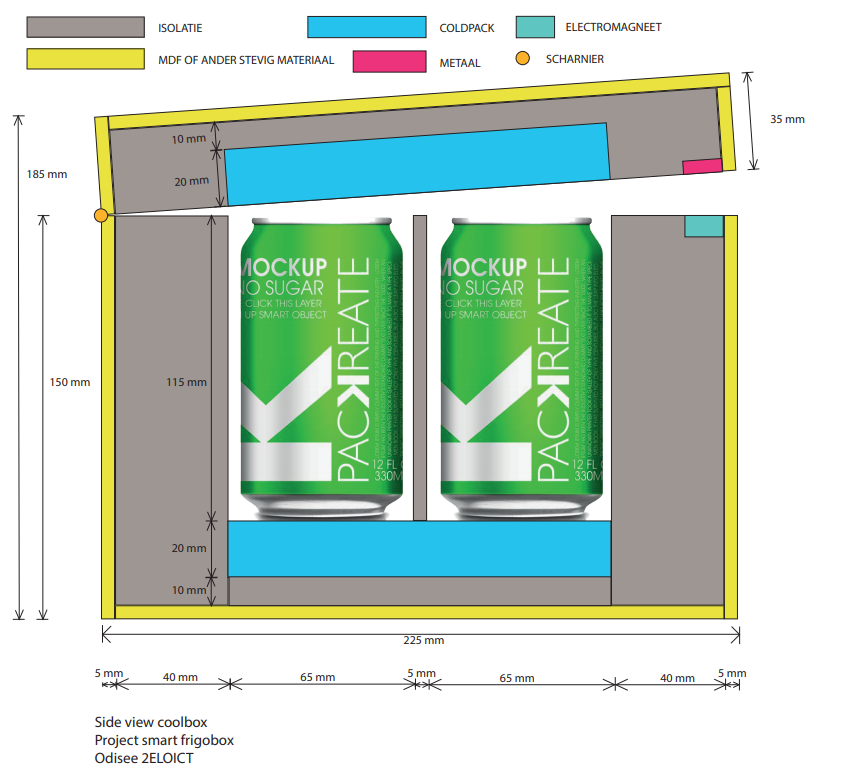 ISOLATIE
COLDPACK
ELECTROMAGNEET
MDF OF ANDER STEVIG MATERIAAL
METAAL
SCHARNIER
35 mm
10 mm
20 mm
185 mm
150 mm
115 mm
MOCKUP
NO SUGAR
CLICK THIS LAYER
UP SMART OBJECT
PACKREATE
12 FL
330M
MOCKUP
NO SUGAR
CLICK THIS LAYER
UP SMART OBJECT
PACKREATE
12 FL
330M
20 mm
10 mm
225 mm
5 mm
40 mm
65 mm
5 mm
65 mm
40 mm
5 mm
Side view coolbox
Project smart frigobox
Odisee 2ELOICT